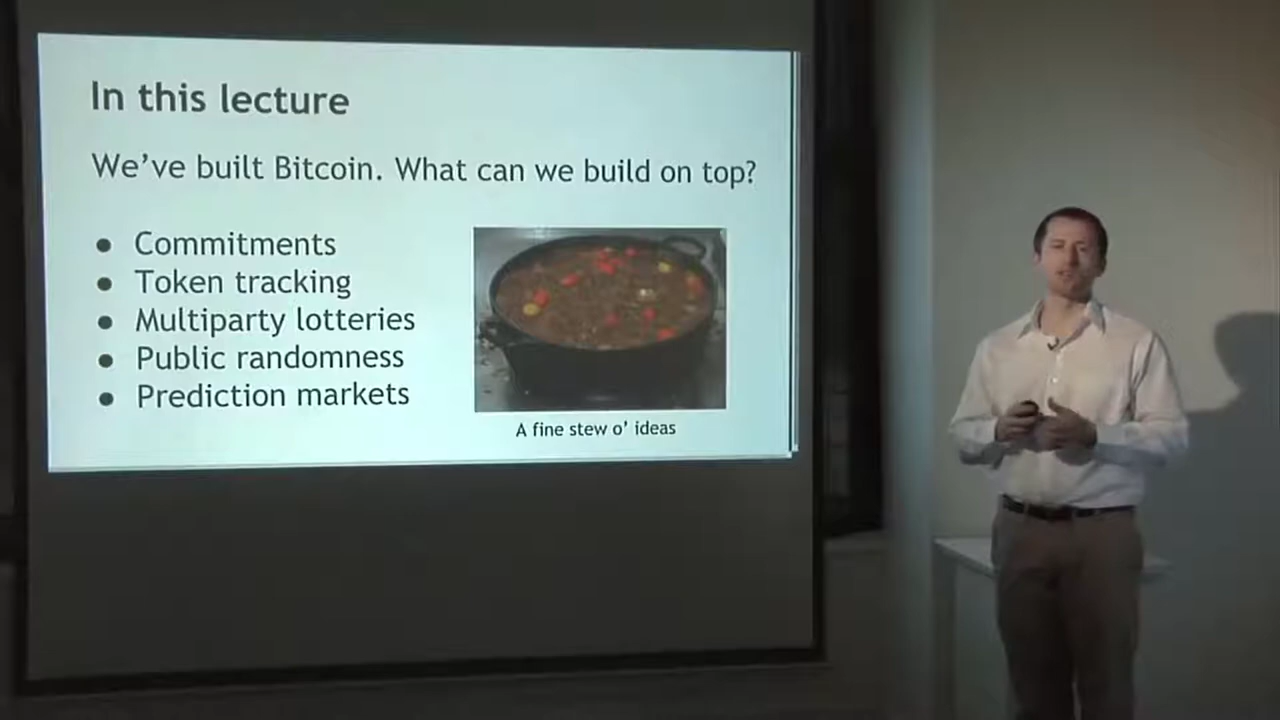 In this lecture
We’ve built Bitcoin. What can we build on top?
● Commitments
● Token tracking
● Multiparty lotteries
● Public randomness
● Prediction markets
A fine stew o’ ideas